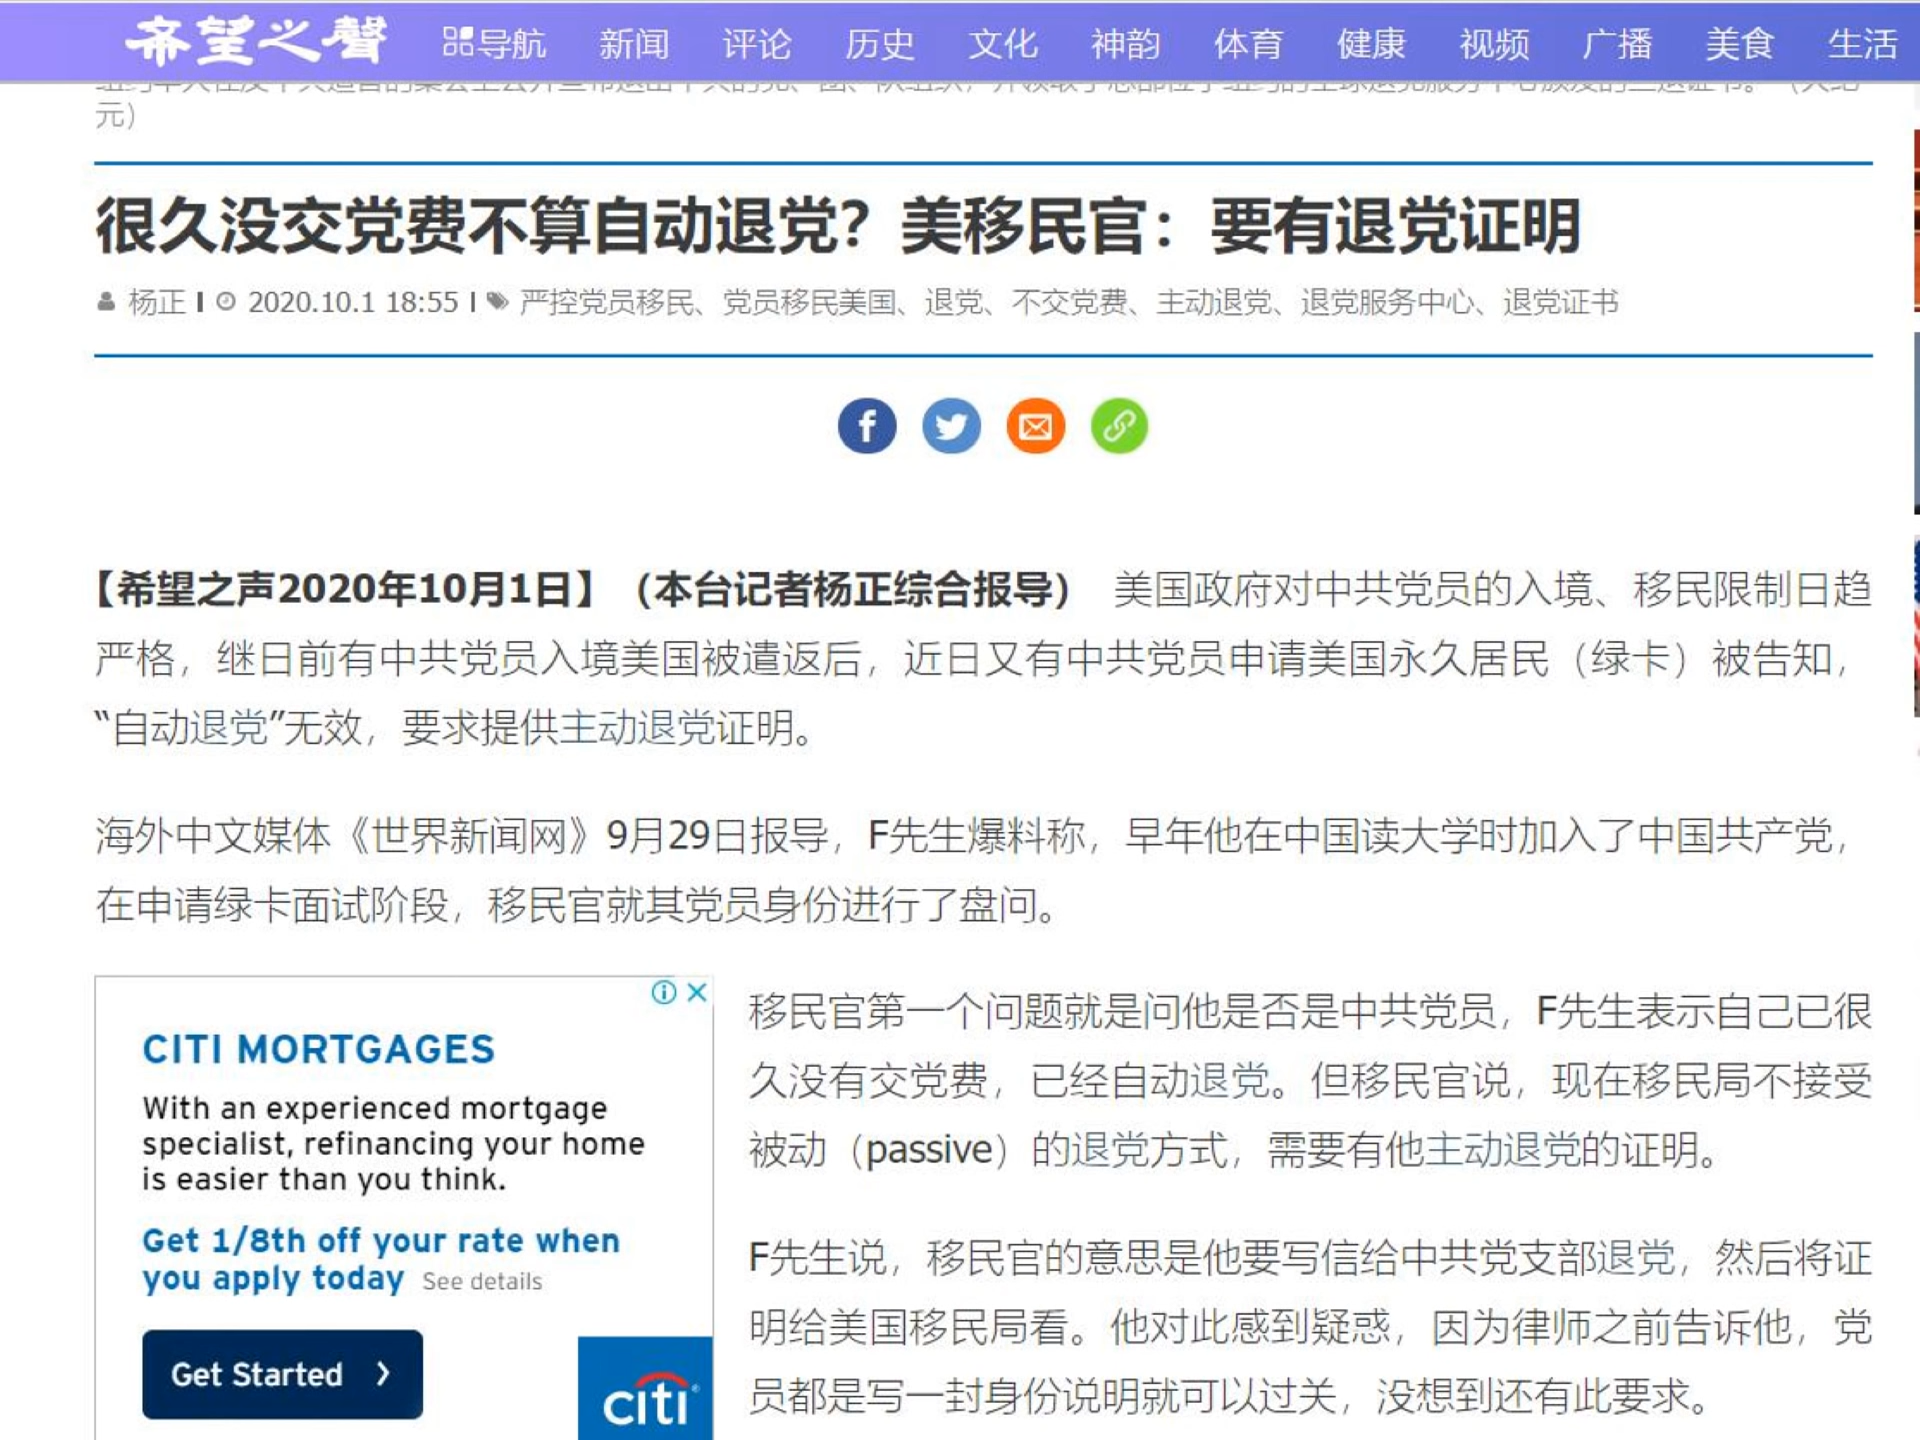 希望之聲 导航 新闻 评论 历史 文化 神韵 体育 健康 视频 广播 美食 生活
元）
很久没交党费不算自动退党？美移民官：要有退党证明
杨正 | 2020.10.1 18:55 | 严控党员移民、党员移民美国、退党、不交党费、主动退党、退党服务中心、退党证书
【希望之声2020年10月1日】（本台记者杨正综合报导） 美国政府对中共党员的入境、移民限制日趋
严格，继日前有中共党员入境美国被遣返后，近日又有中共党员申请美国永久居民（绿卡）被告知，
“自动退党”无效，要求提供主动退党证明。
海外中文媒体《世界新闻网》9月29日报导，F先生爆料称，早年他在中国读大学时加入了中国共产党，
在申请绿卡面试阶段，移民官就其党员身份进行了盘问。
移民官第一个问题就是问他是否是中共党员，F先生表示自己已很
久没有交党费，已经自动退党。但移民官说，现在移民局不接受
被动（passive）的退党方式，需要有他主动退党的证明。
F先生说，移民官的意思是他要写信给中共党支部退党，然后将证
明给美国移民局看。他对此感到疑惑，因为律师之前告诉他，党
员都是写一封身份说明就可以过关，没想到还有此要求。
CITI MORTGAGES
With an experienced mortgage
specialist, refinancing your home
is easier than you think.
Get 1/8th off your rate when
you apply today See details
Get Started
citi